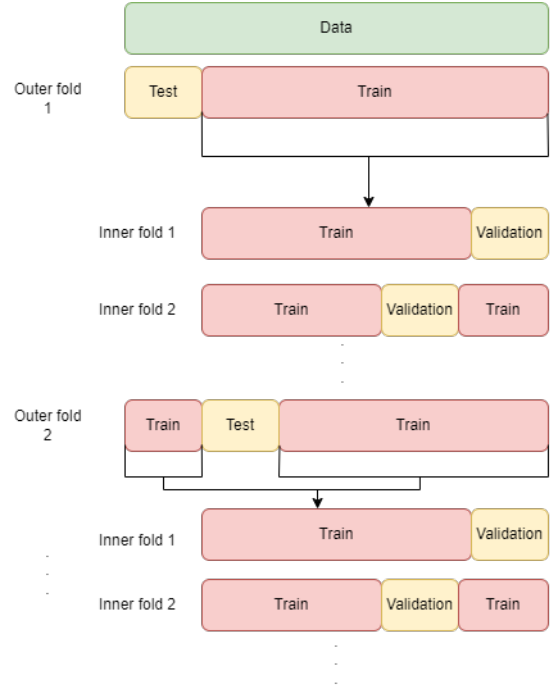 Data
Outer fold
1
Test
Train
Inner fold 1
Train
Validation
Inner fold 2
Train
Validation
Train
Outer fold
2
Train
Test
Train
Inner fold 1
Train
Validation
Inner fold 2
Train
Validation
Train